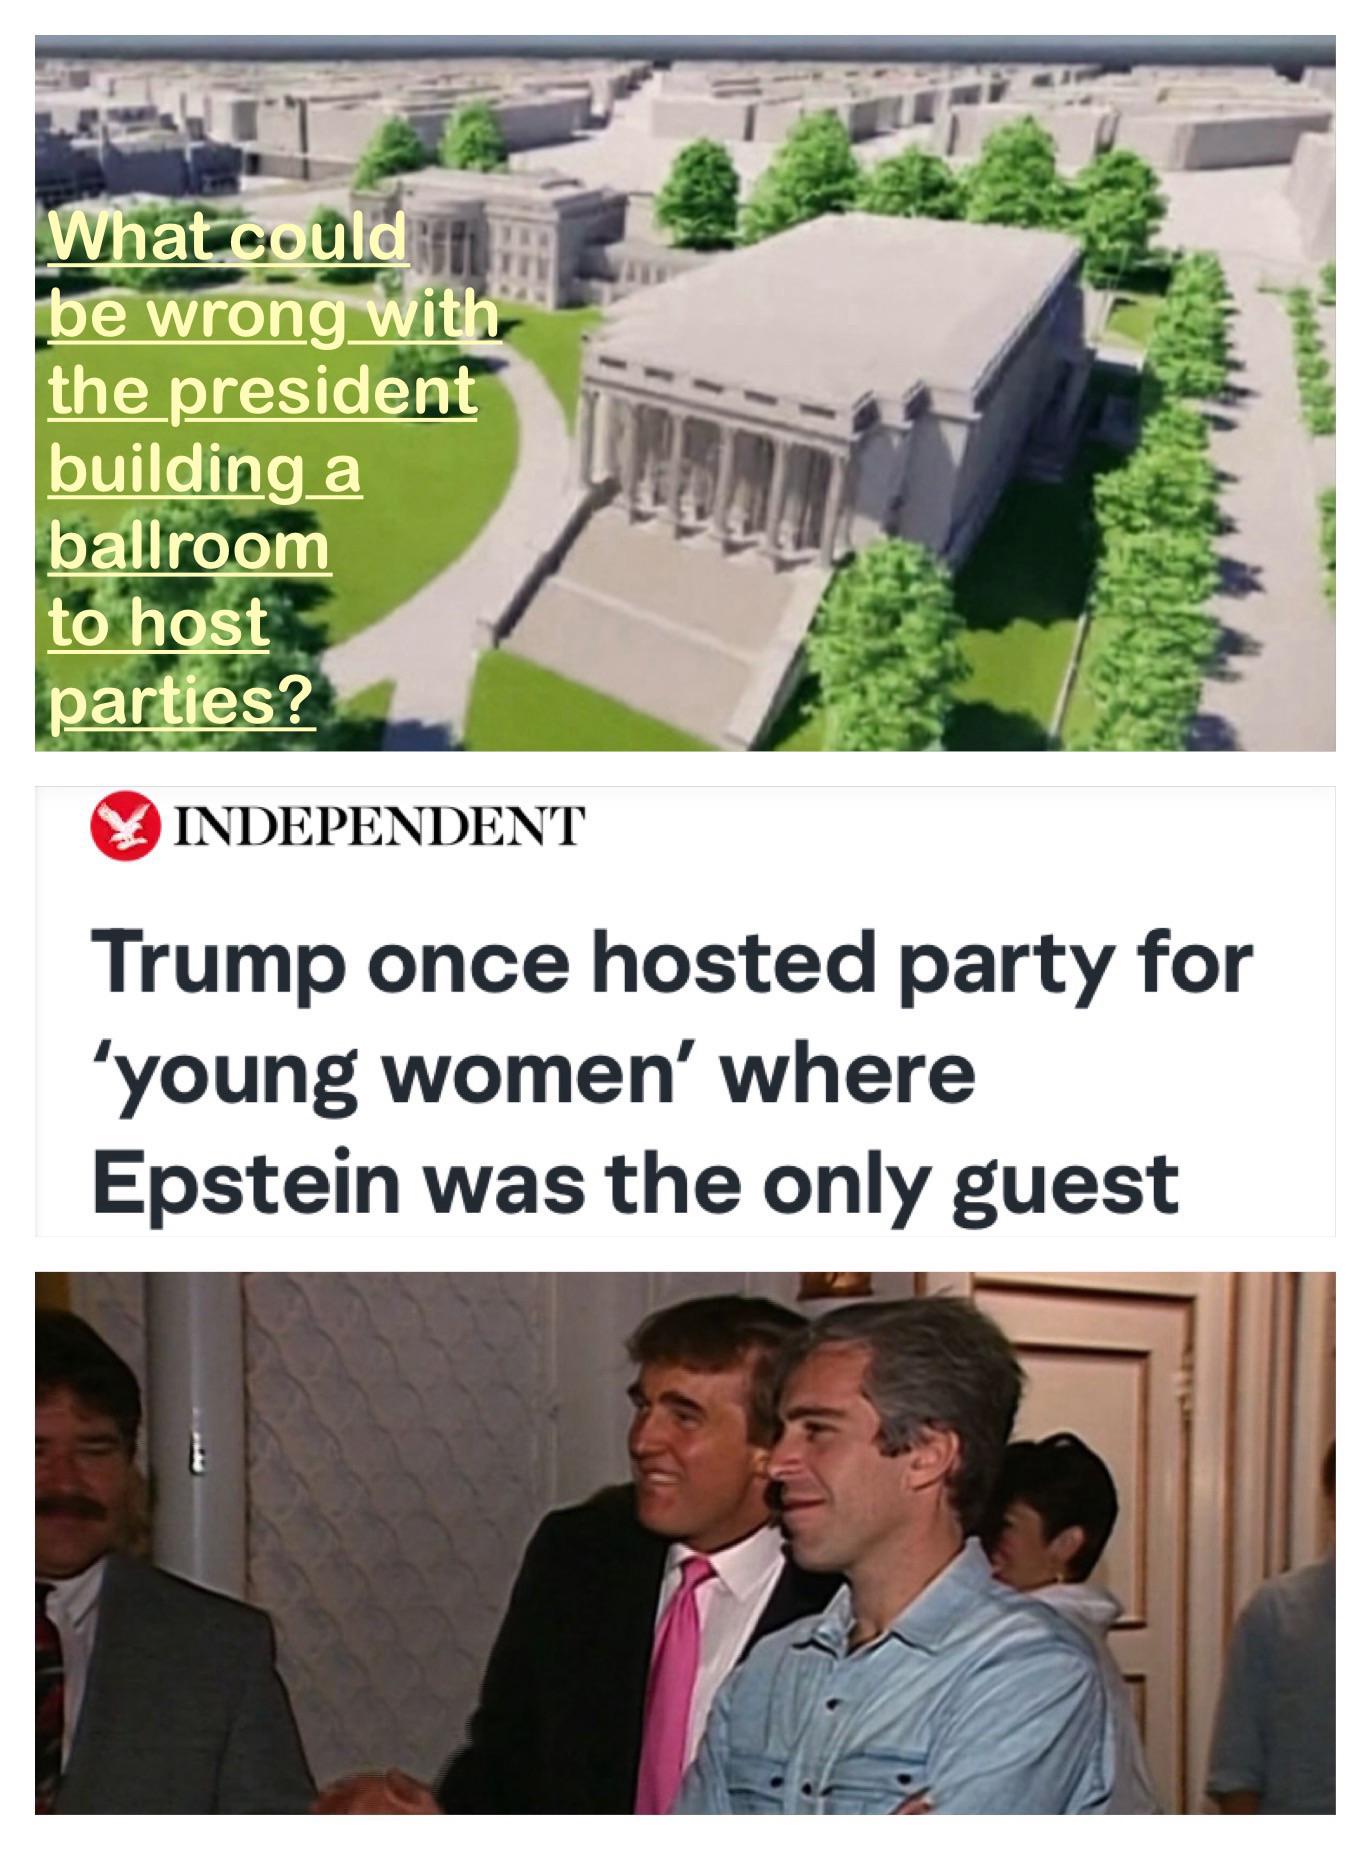 What could
be wrong with
the president
building a
ballroom
to host
parties?
INDEPENDENT
Trump once hosted party for
‘young women’ where
Epstein was the only guest